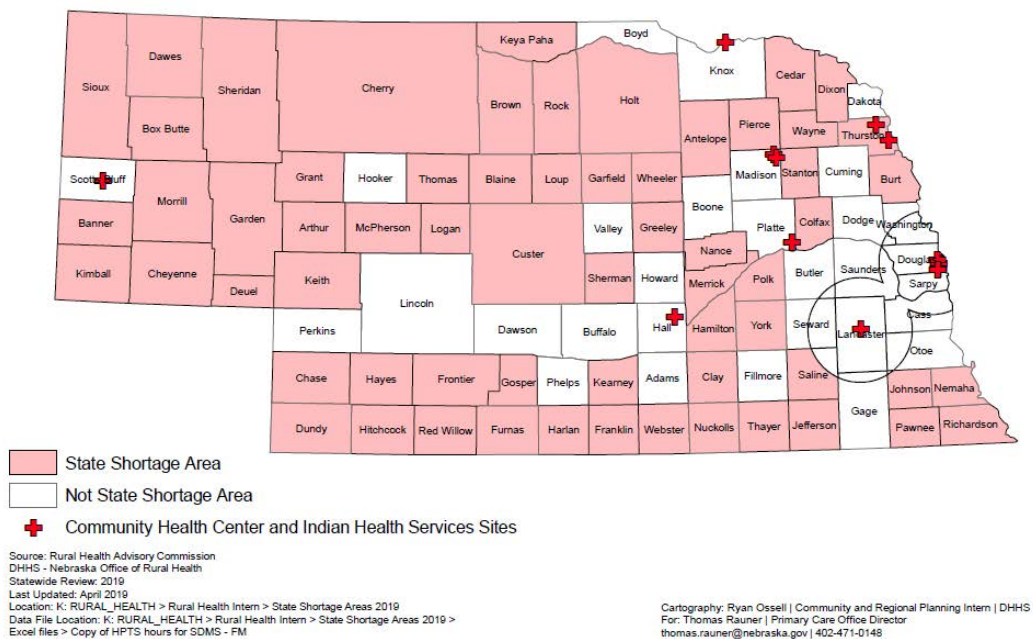 Keya Paha
Boyd
Knox
Cedar
Dixon
Dakota
Sioux
Dawes
Sheridan
Cherry
Brown
Rock
Holt
Box Butte
Antelope
Pierce
Wayne
Thurston
Scotts Bluff
Morrill
Garden
Grant
Hooker
Thomas
Blaine
Loup
Garfield
Wheeler
Madison
Stanton
Cuming
Burt
Boone
Banner
Arthur
McPherson
Logan
Custer
Valley
Greeley
Platte
Colfax
Dodge
Washington
Nance
Kimball
Cheyenne
Deuel
Keith
Lincoln
Sherman
Howard
Merrick
Polk
Butler
Saunders
Douglas
Sarpy
Perkins
Dawson
Buffalo
Hall
Hamilton
York
Seward
Lancaster
Cass
Otoe
Chase
Hayes
Frontier
Gosper
Phelps
Kearney
Adams
Clay
Fillmore
Saline
Gage
Johnson
Nemaha
Dundy
Hitchcock
Red Willow
Furnas
Harlan
Franklin
Webster
Nuckolls
Thayer
Jefferson
Pawnee
Richardson
State Shortage Area
Not State Shortage Area
Community Health Center and Indian Health Services Sites
Source: Rural Health Advisory Commission
DHHS - Nebraska Office of Rural Health
Statewide Review: 2019
Last Updated: April 2019
Location: K: RURAL_HEALTH > Rural Health Intern > State Shortage Areas 2019
Data File Location: K: RURAL_HEALTH > Rural Health Intern > State Shortage Areas 2019 >
Excel files > Copy of HPTS hours for SDMS - FM
Cartography: Ryan Ossell | Community and Regional Planning Intern | DHHS
For: Thomas Rauner | Primary Care Office Director
thomas.rauner@nebraska.gov | 402-471-0148